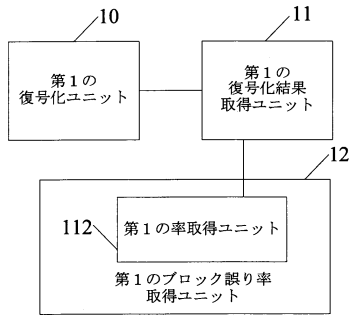 10
第１の
復号化ユニット
11
第１の
復号化結果
取得ユニット
12
112
第１の率取得ユニット
第１のブロック誤り率
取得ユニット